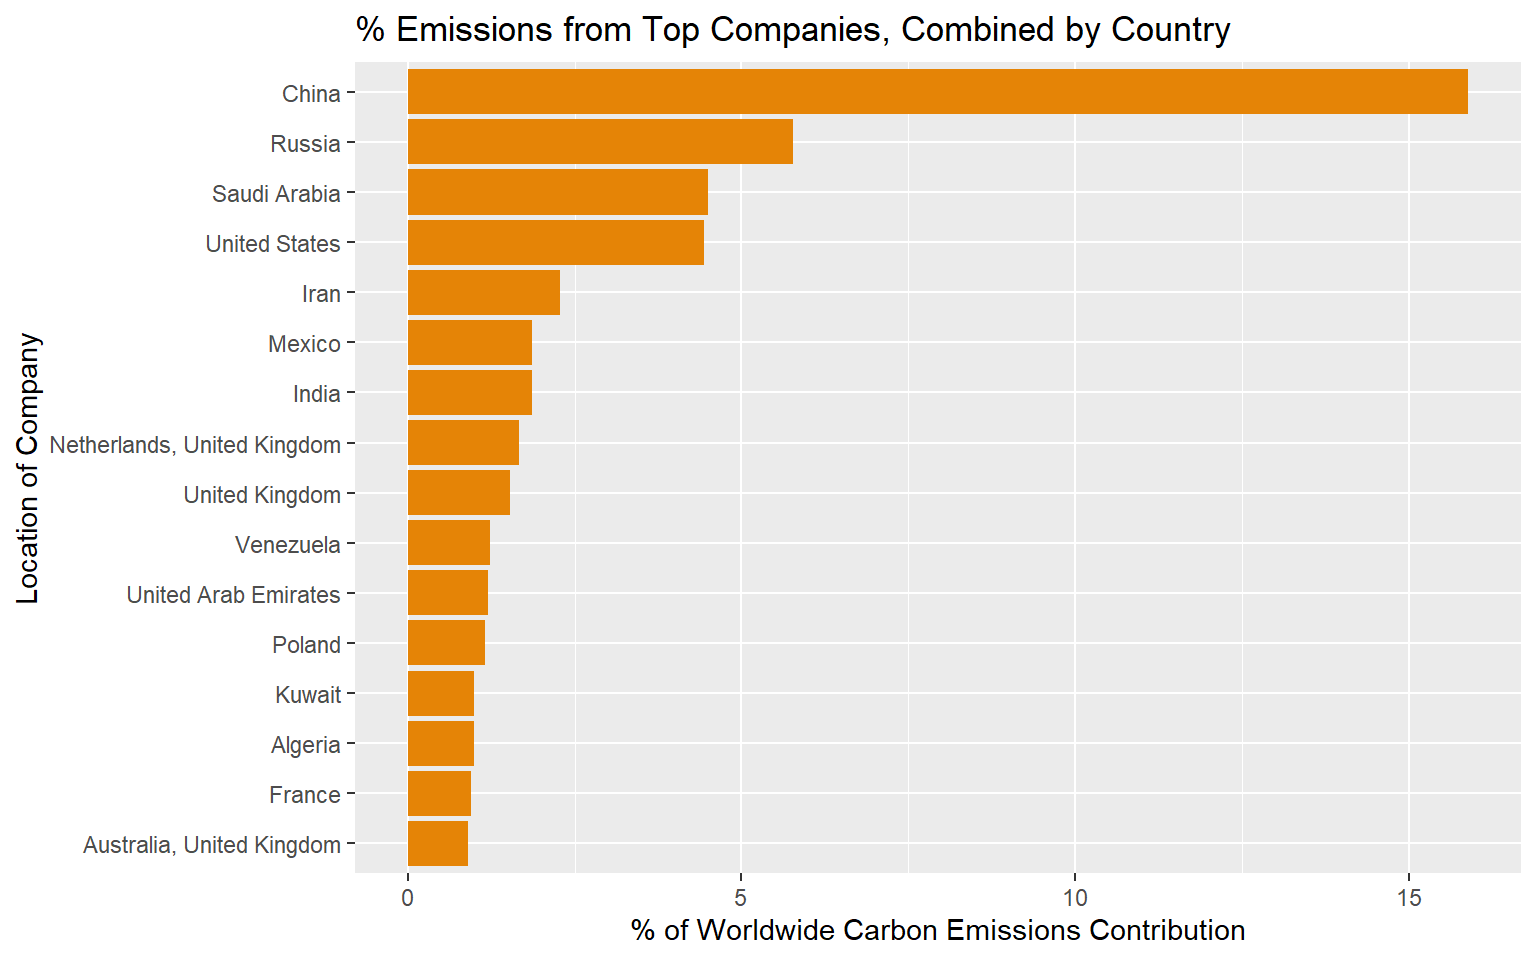 % Emissions from Top Companies, Combined by Country
Location of Company
China
Russia
Saudi Arabia
United States
Iran
Mexico
India
Netherlands, United Kingdom
United Kingdom
Venezuela
United Arab Emirates
Poland
Kuwait
Algeria
France
Australia, United Kingdom
0 5 10 15
% of Worldwide Carbon Emissions Contribution